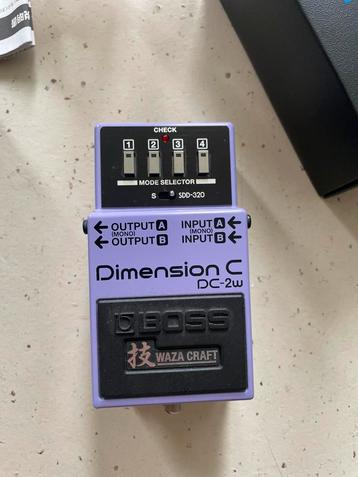 CHECK
1 2 3 4
MODE SELECTOR
S SDD-320
OUTPUT A INPUT A
(MONO) (MONO)
OUTPUT B INPUT B
Dimension C
DC-2w
BOSS
技 WAZA CRAFT